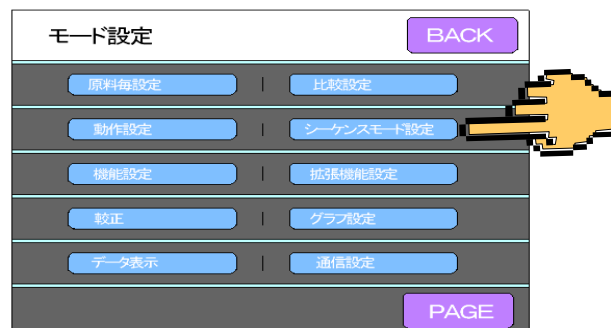 モード設定 BACK
原料毎設定 比較設定
動作設定 シーケンスモード設定
機能設定 拡張機能設定
較正 グラフ設定
データ表示 通信設定
PAGE